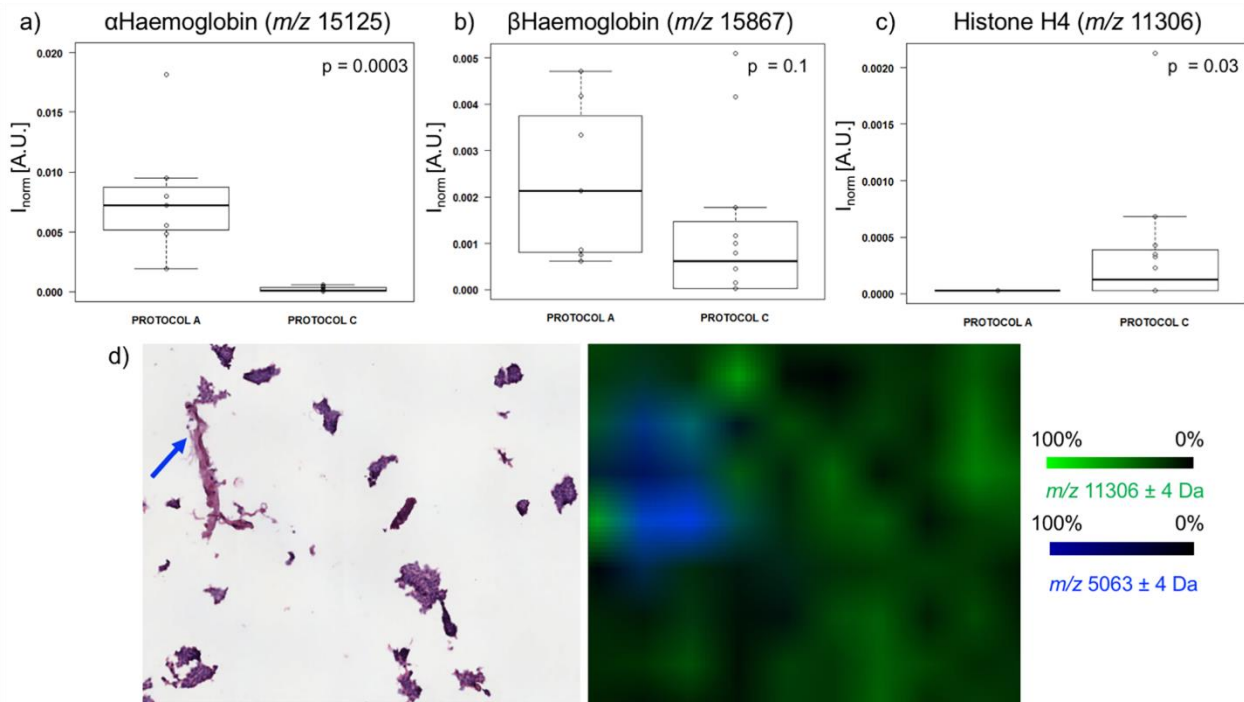 a) αHaemoglobin (m/z 15125)
Inorm [A.U.]
0.020
0.015
0.010
0.005
0.000
p = 0.0003
PROTOCOL A PROTOCOL C
b) βHaemoglobin (m/z 15867)
Inorm [A.U.]
0.005
0.004
0.003
0.002
0.001
0.000
p = 0.1
PROTOCOL A PROTOCOL C
c) Histone H4 (m/z 11306)
Inorm [A.U.]
0.0020
0.0015
0.0010
0.0005
0.0000
p = 0.03
PROTOCOL A PROTOCOL C
d)
100% 0%
m/z 11306 ± 4 Da
100% 0%
m/z 5063 ± 4 Da